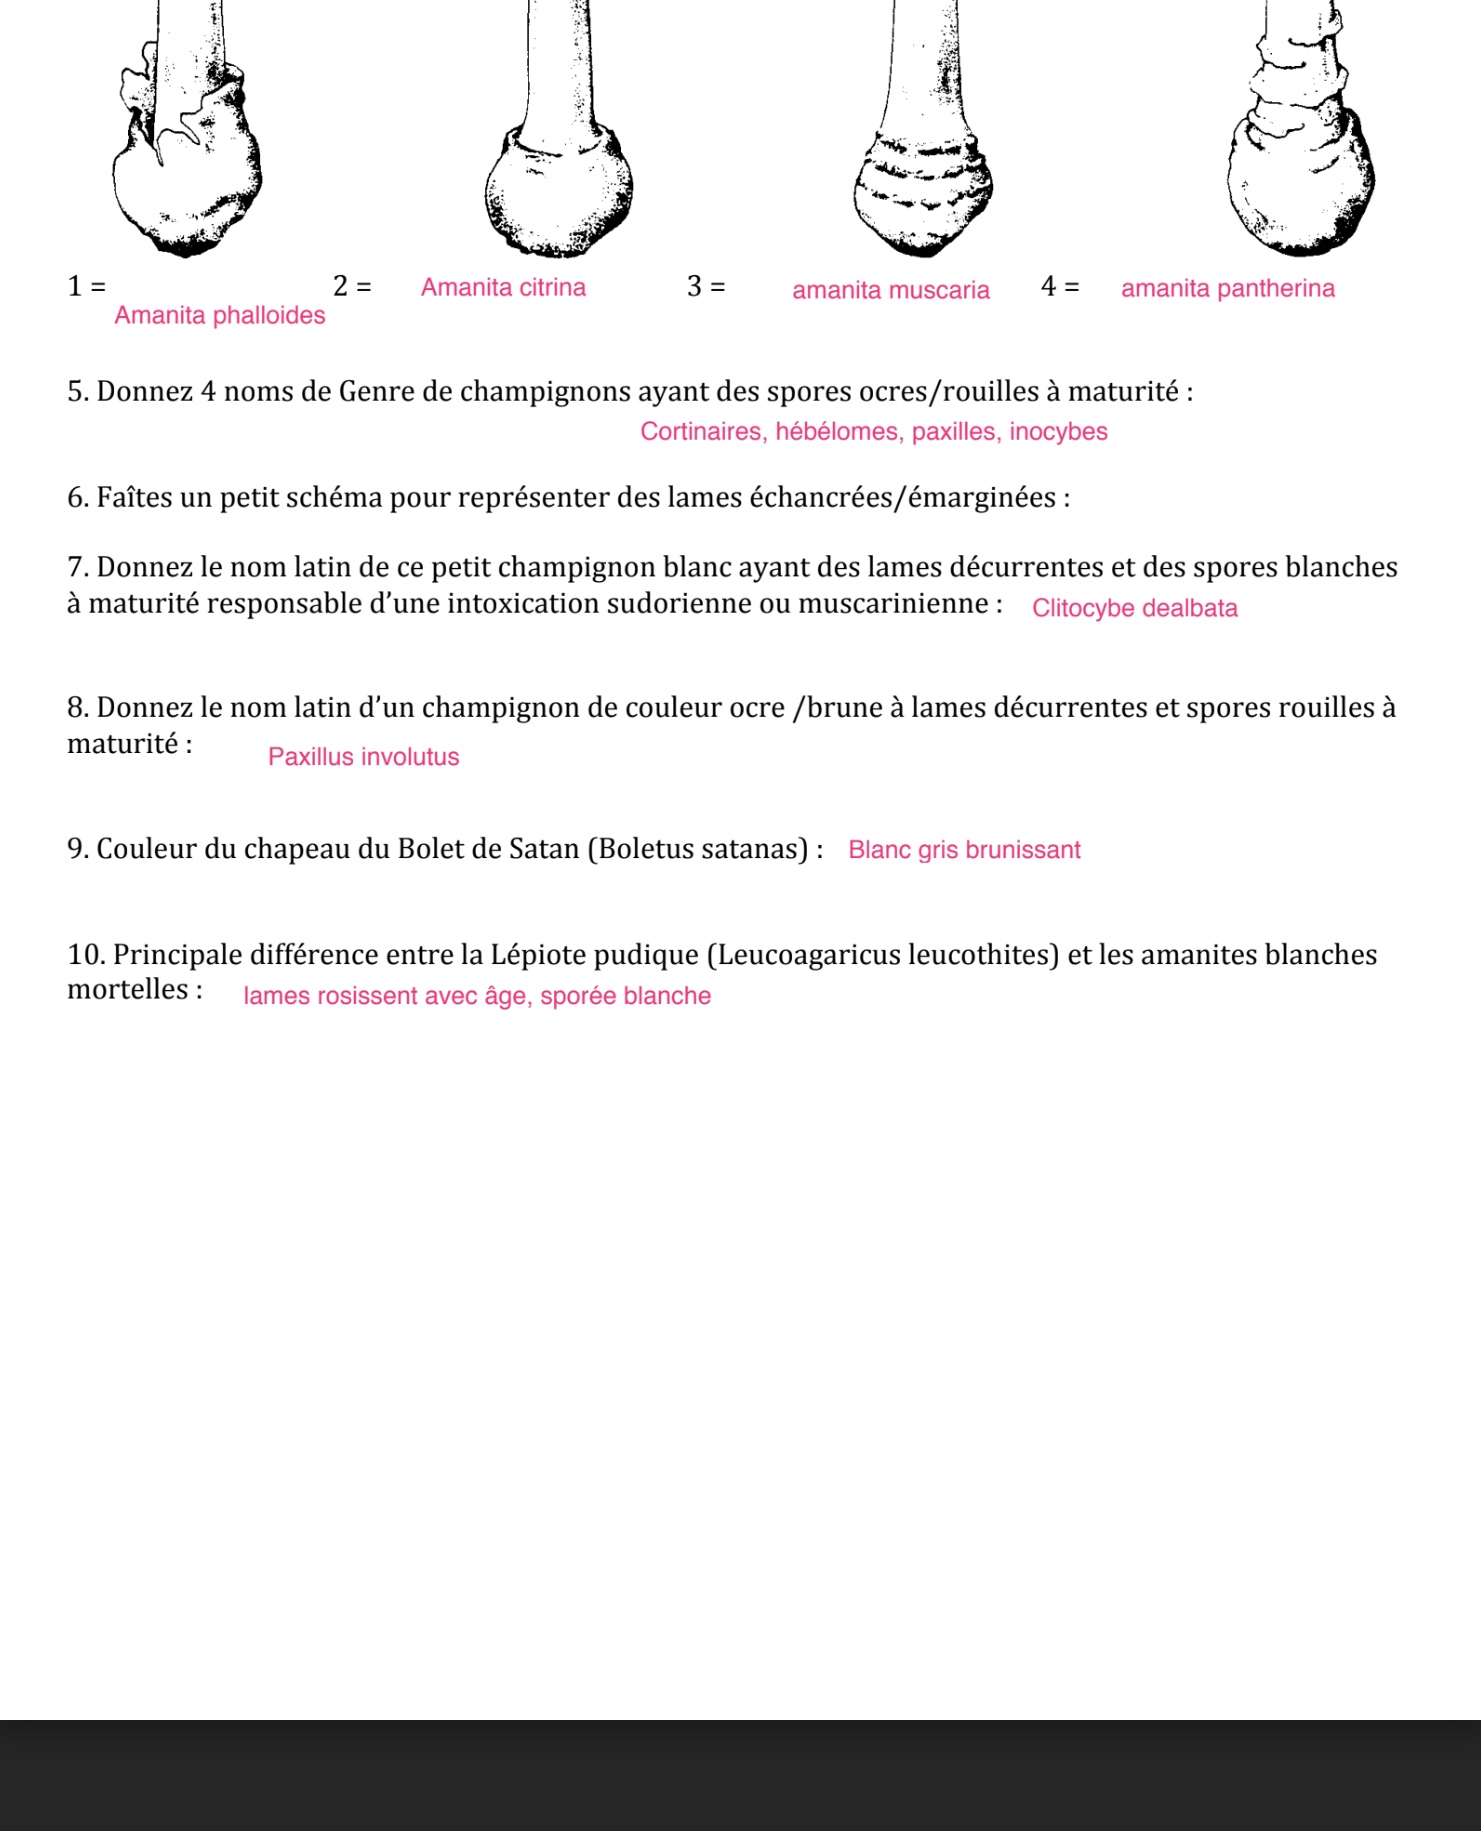 1 = 2 = Amanita citrina 3 = amanita muscaria 4 = amanita pantherina
Amanita phalloides
5. Donnez 4 noms de Genre de champignons ayant des spores ocres/rouilles à maturité :
Cortinaires, hébélomes, paxilles, inocybes
6. Faîtes un petit schéma pour représenter des lames échancrées/émarginées :
7. Donnez le nom latin de ce petit champignon blanc ayant des lames décurrentes et des spores blanches
à maturité responsable d’une intoxication sudorienne ou muscarinienne : Clitocybe dealbata
8. Donnez le nom latin d’un champignon de couleur ocre /brune à lames décurrentes et spores rouilles à
maturité : Paxillus involutus
9. Couleur du chapeau du Bolet de Satan (Boletus satanas) : Blanc gris brunissant
10. Principale différence entre la Lépiote pudique (Leucoagaricus leucothites) et les amanites blanches
mortelles : lames rosissent avec âge, sporée blanche